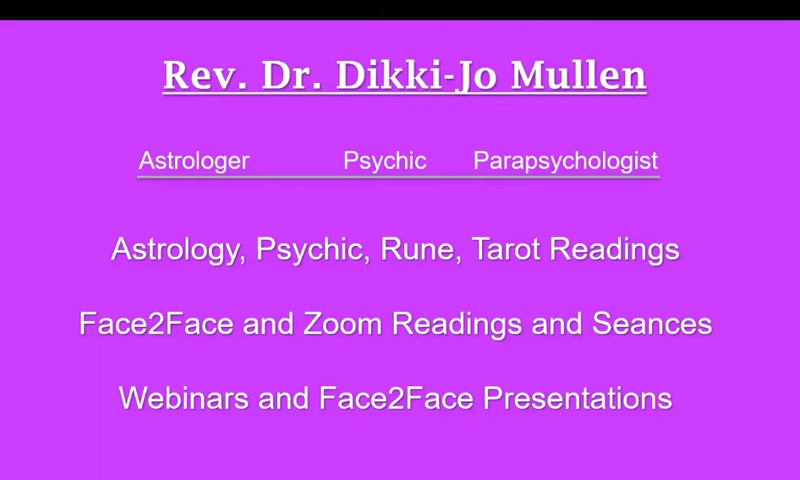 Rev. Dr. Dikki-Jo Mullen
Astrologer Psychic Parapsychologist
Astrology, Psychic, Rune, Tarot Readings
Face2Face and Zoom Readings and Seances
Webinars and Face2Face Presentations